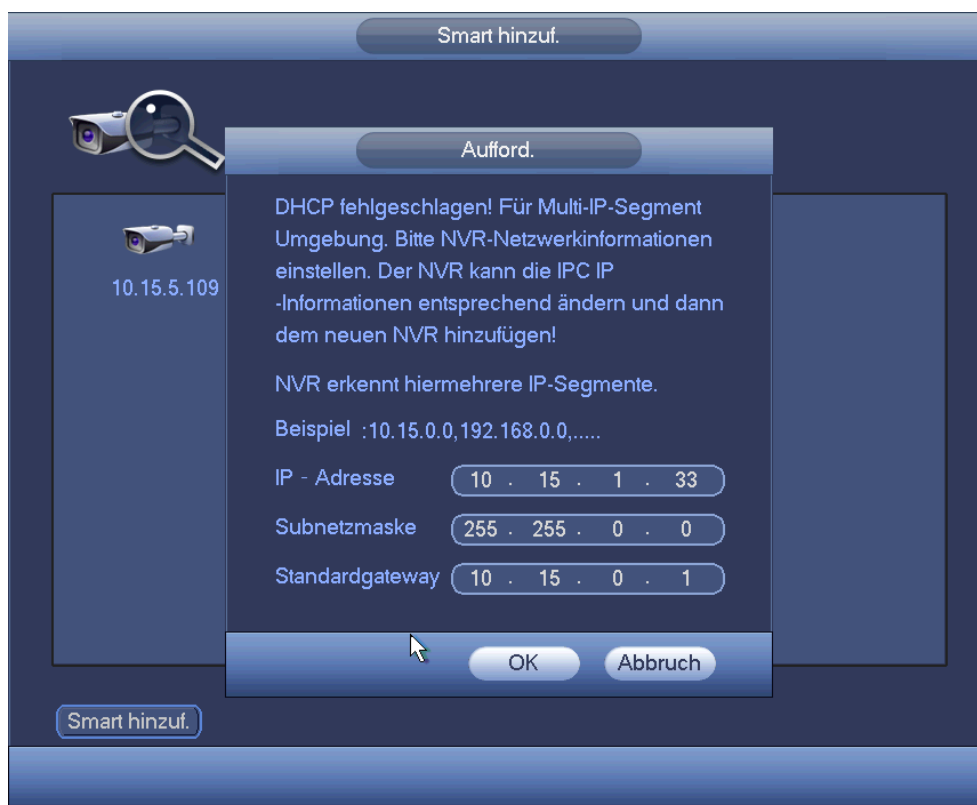 Smart hinzuf.
Aufford.
DHCP fehlgeschlagen! Für Multi-IP-Segment
Umgebung. Bitte NVR-Netzwerkinformationen
einstellen. Der NVR kann die IPC IP
-Informationen entsprechend ändern und dann
dem neuen NVR hinzufügen!
10.15.5.109
NVR erkennt hiermehrere IP-Segmente.
Beispiel :10.15.0.0,192.168.0.0,.....
IP - Adresse 10 . 15 . 1 . 33
Subnetzmaske 255 . 255 . 0 . 0
Standardgateway 10 . 15 . 0 . 1
OK Abbruch
Smart hinzuf.